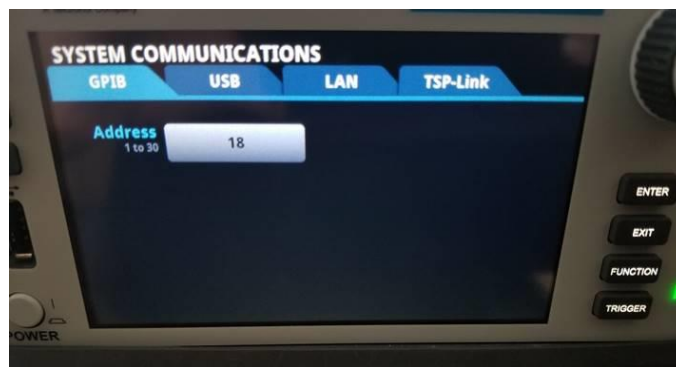 SYSTEM COMMUNICATIONS
GPIB USB LAN TSP-Link
Address 18
1 to 30
ENTER
EXIT
FUNCTION
TRIGGER
POWER